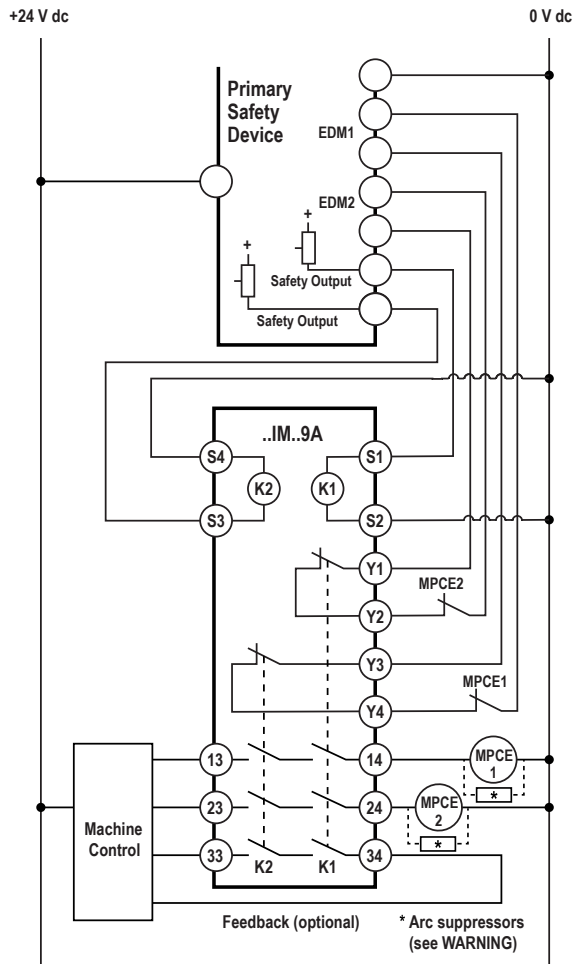 +24 V dc
0 V dc
Primary
Safety
Device
EDM1
EDM2
+
+
Safety Output
Safety Output
..IM..9A
S4
S1
K2
K1
S3
S2
Y1
MPCE2
Y2
Y3
MPCE1
Y4
13
14
MPCE
1
*
23
24
MPCE
2
*
Machine
Control
33
K2
K1
34
Feedback (optional)
* Arc suppressors
(see WARNING)